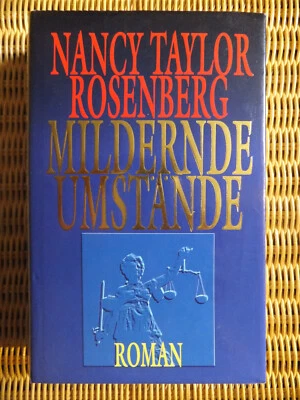 NANCY TAYLOR
ROSENBERG
MILDERNDE
UMSTÄNDE
ROMAN